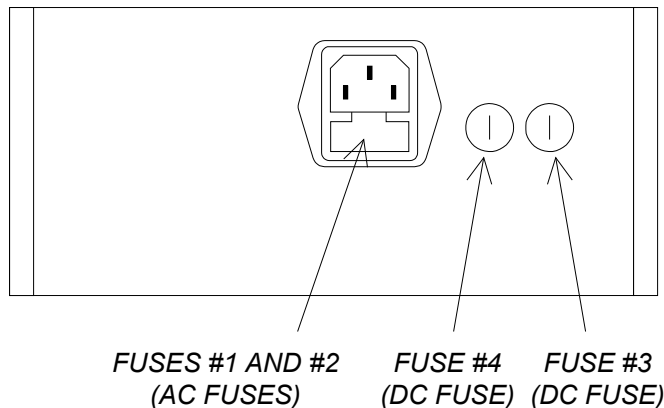 FUSES #1 AND #2
(AC FUSES)
FUSE #4
(DC FUSE)
FUSE #3
(DC FUSE)